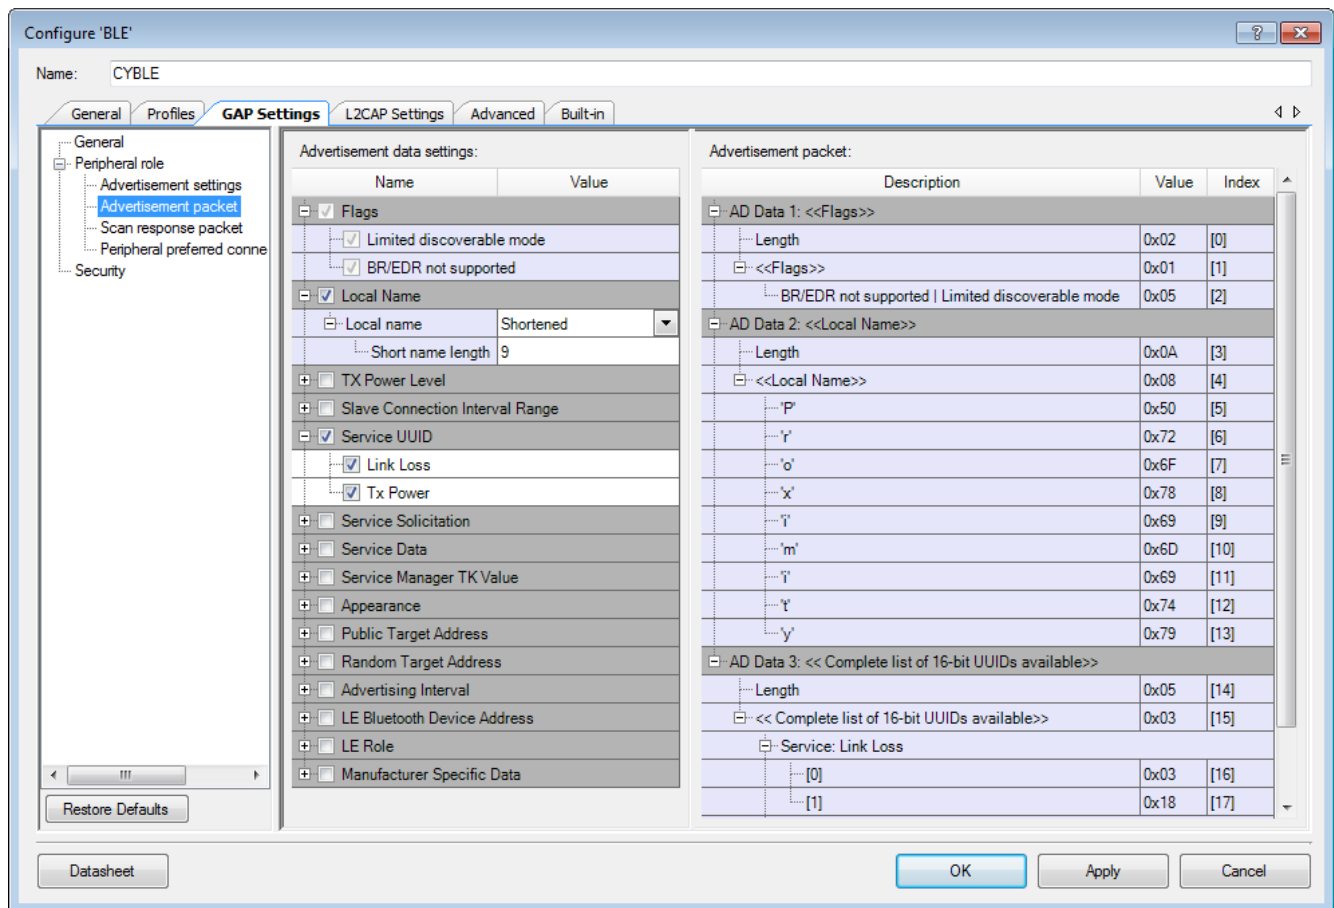 Configure 'BLE'
Name: CYBLE
General Profiles GAP Settings L2CAP Settings Advanced Built-in
General
Peripheral role
Advertisement settings
Advertisement packet
Scan response packet
Peripheral preferred conne
Security
Restore Defaults
Advertisement data settings:
Name Value
Flags
Limited discoverable mode
BR/EDR not supported
Local Name
Local name Shortened
Short name length 9
TX Power Level
Slave Connection Interval Range
Service UUID
Link Loss
Tx Power
Service Solicitation
Service Data
Service Manager TK Value
Appearance
Public Target Address
Random Target Address
Advertising Interval
LE Bluetooth Device Address
LE Role
Manufacturer Specific Data
Advertisement packet:
Description Value Index
AD Data 1: <<Flags>>
Length 0x02 [0]
<<Flags>> 0x01 [1]
BR/EDR not supported | Limited discoverable mode 0x05 [2]
AD Data 2: <<Local Name>>
Length 0x0A [3]
<<Local Name>> 0x08 [4]
'P' 0x50 [5]
'r' 0x72 [6]
'o' 0x6F [7]
'x' 0x78 [8]
'i' 0x69 [9]
'm' 0x6D [10]
'i' 0x69 [11]
't' 0x74 [12]
'y' 0x79 [13]
AD Data 3: << Complete list of 16-bit UUIDs available>>
Length 0x05 [14]
<< Complete list of 16-bit UUIDs available>> 0x03 [15]
Service: Link Loss
[0] 0x03 [16]
[1] 0x18 [17]
Datasheet OK Apply Cancel